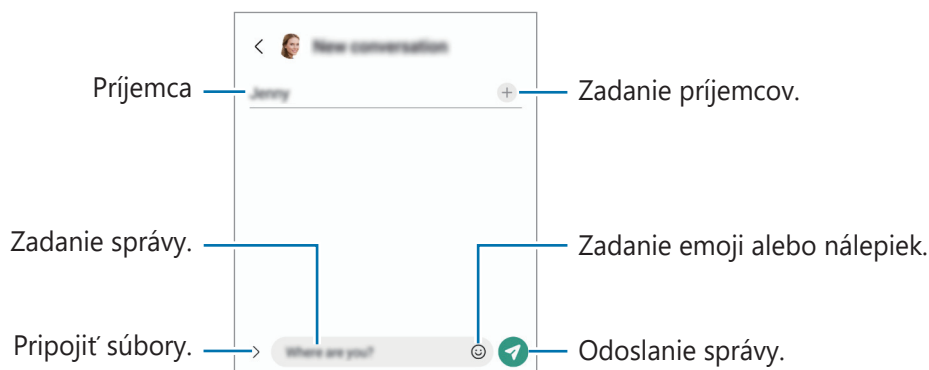 New conversation
Príjemca
Jenny
Zadanie príjemcov.
Zadanie správy.
Zadanie emoji alebo nálepiek.
Pripojiť súbory.
Where are you?
Odoslanie správy.